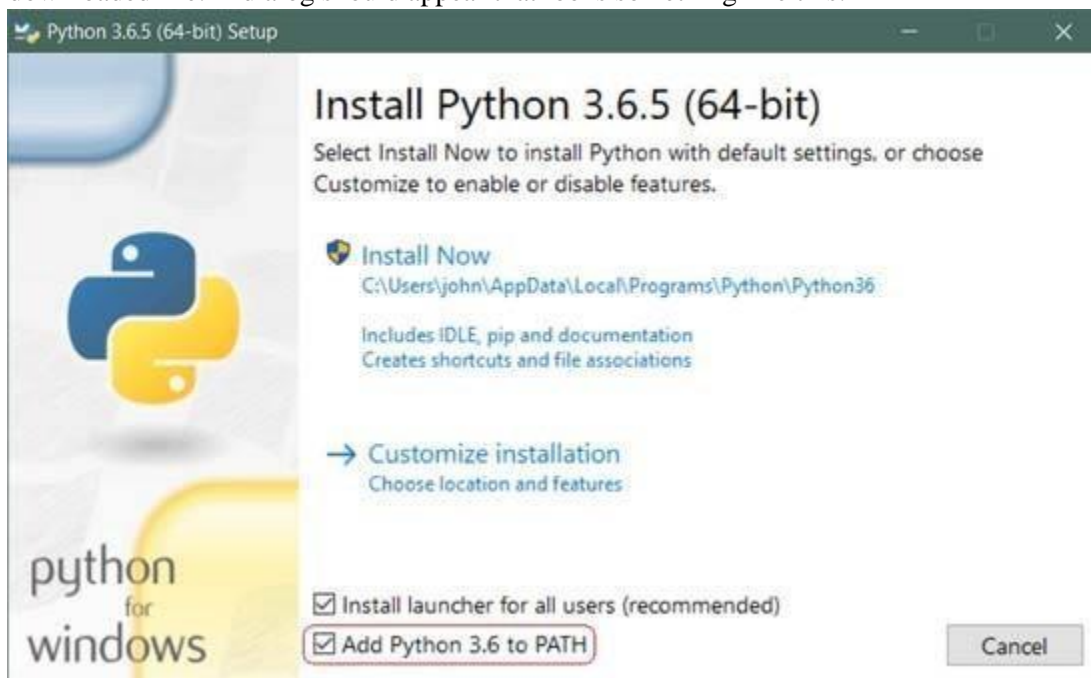 Python 3.6.5 (64-bit) Setup
Install Python 3.6.5 (64-bit)
Select Install Now to install Python with default settings, or choose
Customize to enable or disable features.
Install Now
C:\Users\john\AppData\Local\Programs\Python\Python36
Includes IDLE, pip and documentation
Creates shortcuts and file associations
→ Customize installation
Choose location and features
python
for
windows
Install launcher for all users (recommended)
Add Python 3.6 to PATH
Cancel